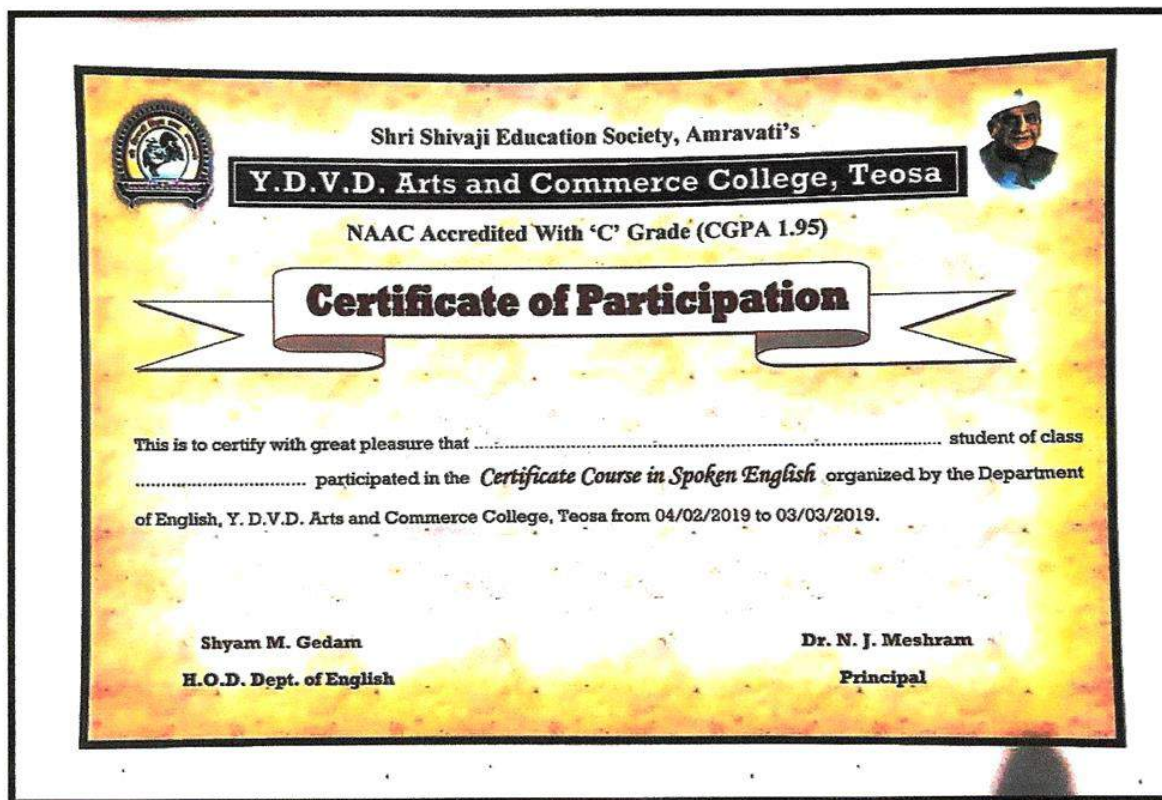 Shri Shivaji Education Society, Amravati's
Y.D.V.D. Arts and Commerce College, Teosa
NAAC Accredited With ‘C’ Grade (CGPA 1.95)
Certificate of Participation
This is to certify with great pleasure that ........................................................................ student of class
.............................. participated in the Certificate Course in Spoken English organized by the Department
of English, Y. D.V.D. Arts and Commerce College, Teosa from 04/02/2019 to 03/03/2019.
Shyam M. Gedam Dr. N. J. Meshram
H.O.D. Dept. of English Principal